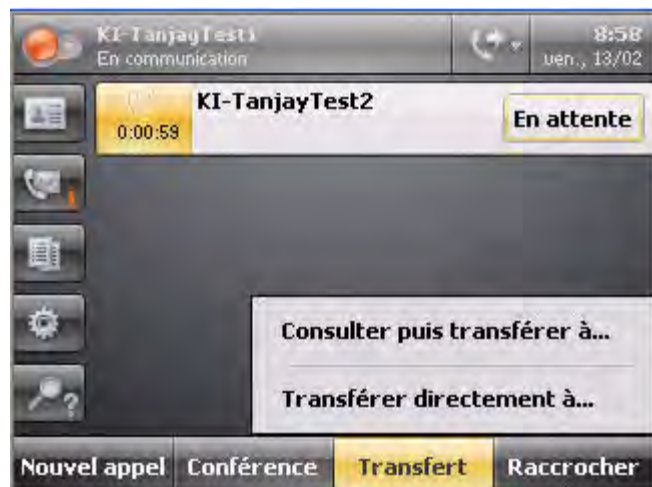 KI-TanjayTest1
8:58
En communication
ven., 13/02
KI-TanjayTest2
0:00:59
En attente
Consulter puis transférer à...
Transférer directement à...
Nouvel appel Conférence Transfert Raccrocher